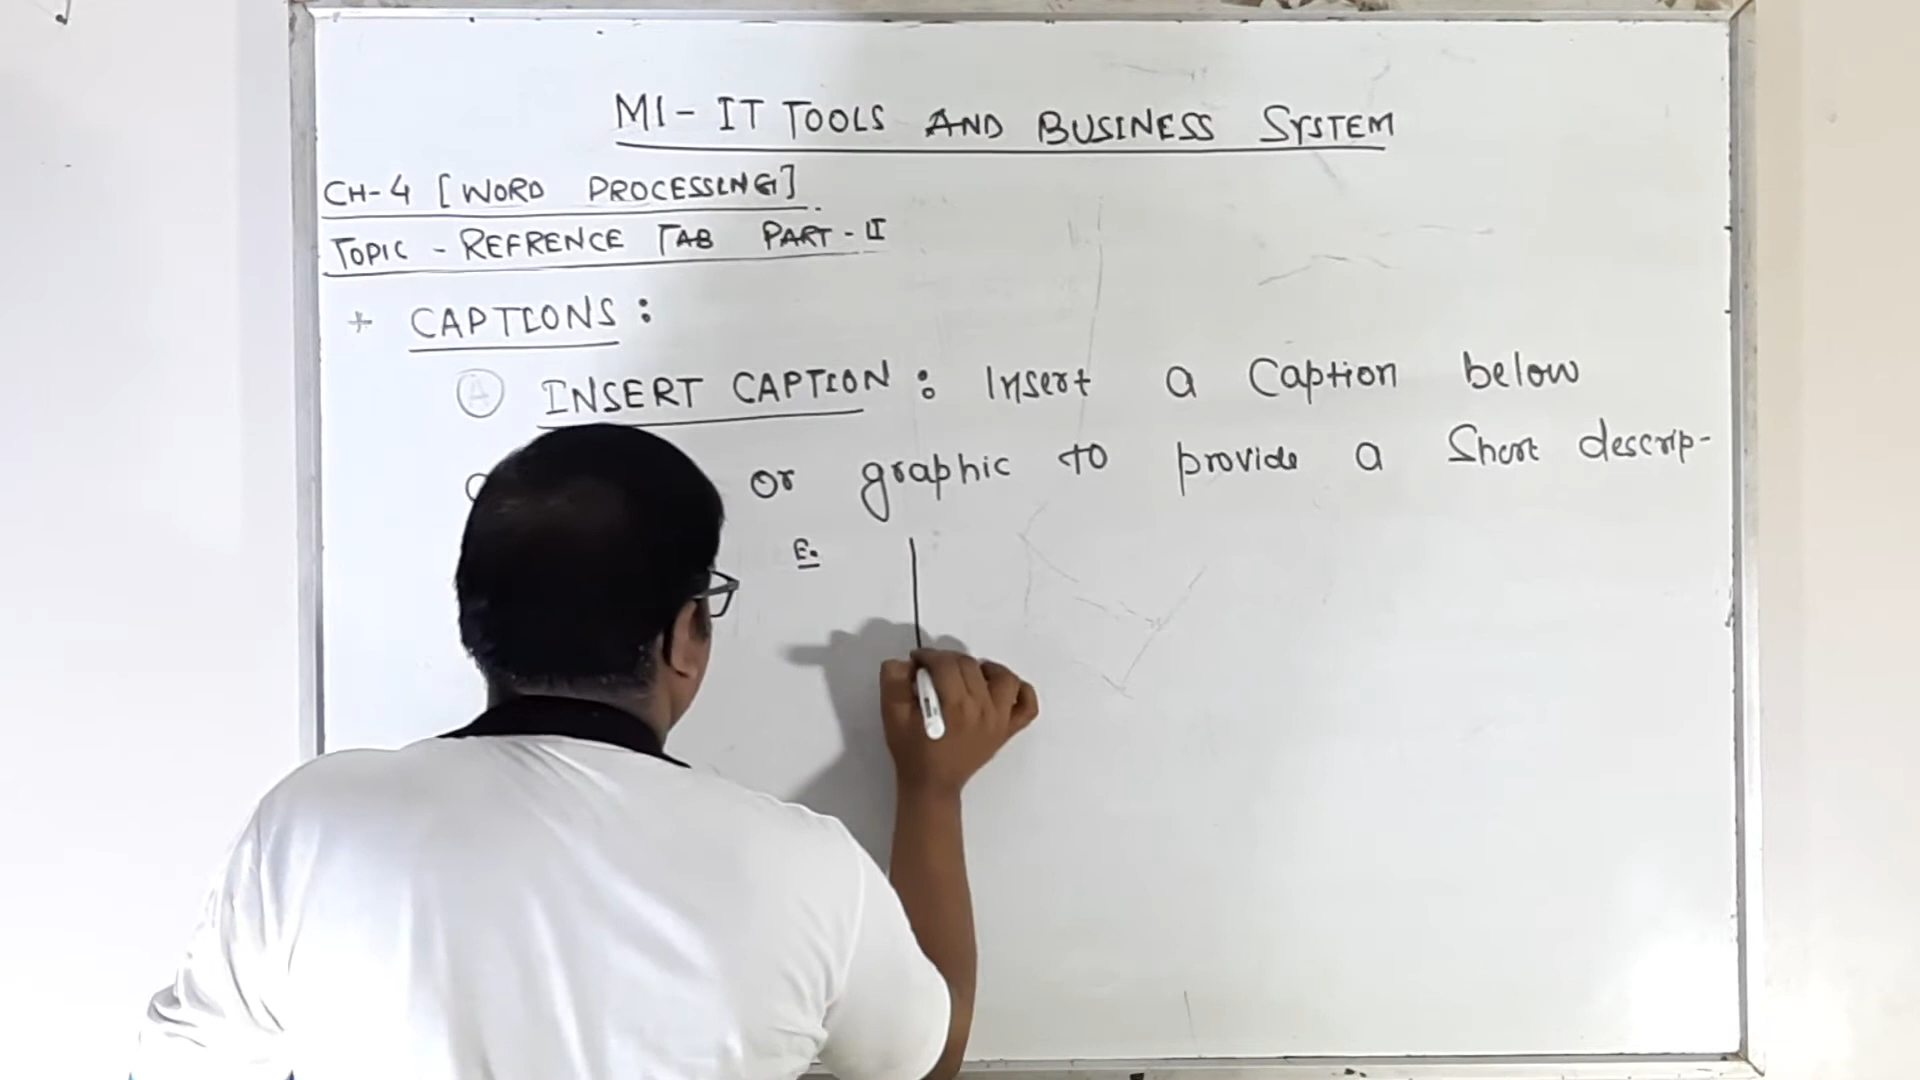 M1- IT TOOLS AND BUSINESS SYSTEM
CH-4 [WORD PROCESSING]
TOPIC - REFRENCE TAB PART-II
+ CAPTIONS :
A INSERT CAPTION : Insert a Caption below
or graphic to provide a Short descrip-
E.